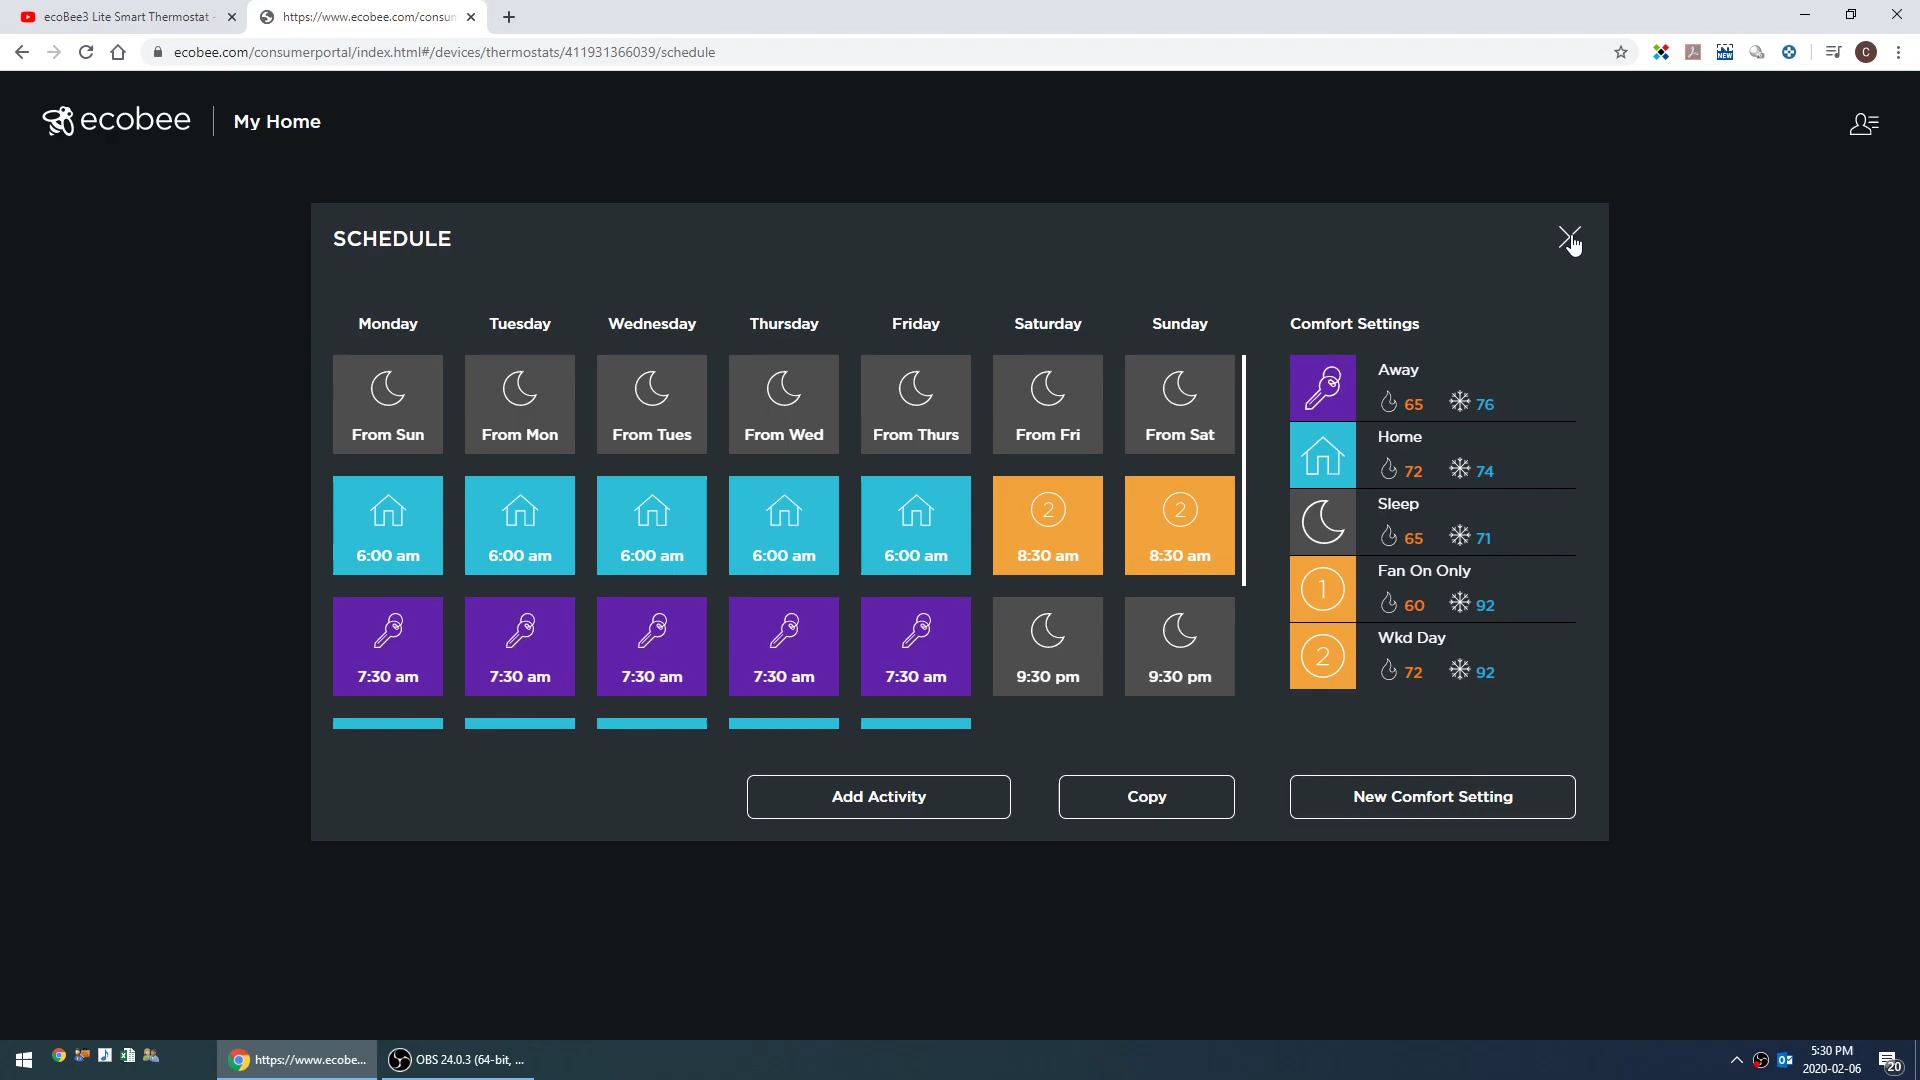 ecoBee3 Lite Smart Thermostat -
https://www.ecobee.com/consum
ecobee.com/consumerportal/index.html#/devices/thermostats/411931366039/schedule
NEW
C
ecobee
My Home
SCHEDULE
Monday Tuesday Wednesday Thursday Friday Saturday Sunday
From Sun From Mon From Tues From Wed From Thurs From Fri From Sat
2 2
6:00 am 6:00 am 6:00 am 6:00 am 6:00 am 8:30 am 8:30 am
7:30 am 7:30 am 7:30 am 7:30 am 7:30 am 9:30 pm 9:30 pm
Comfort Settings
Away
65 76
Home
72 74
Sleep
65 71
1 Fan On Only
60 92
2 Wkd Day
72 92
Add Activity
Copy
New Comfort Setting
https://www.ecobe...
OBS 24.0.3 (64-bit, ...
5:30 PM
2020-02-06
20